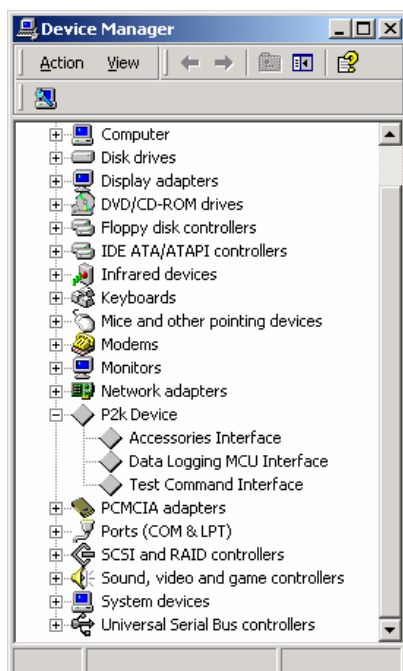 Device Manager
Action View
Computer
Disk drives
Display adapters
DVD/CD-ROM drives
Floppy disk controllers
IDE ATA/ATAPI controllers
Infrared devices
Keyboards
Mice and other pointing devices
Modems
Monitors
Network adapters
P2k Device
Accessories Interface
Data Logging MCU Interface
Test Command Interface
PCMCIA adapters
Ports (COM & LPT)
SCSI and RAID controllers
Sound, video and game controllers
System devices
Universal Serial Bus controllers